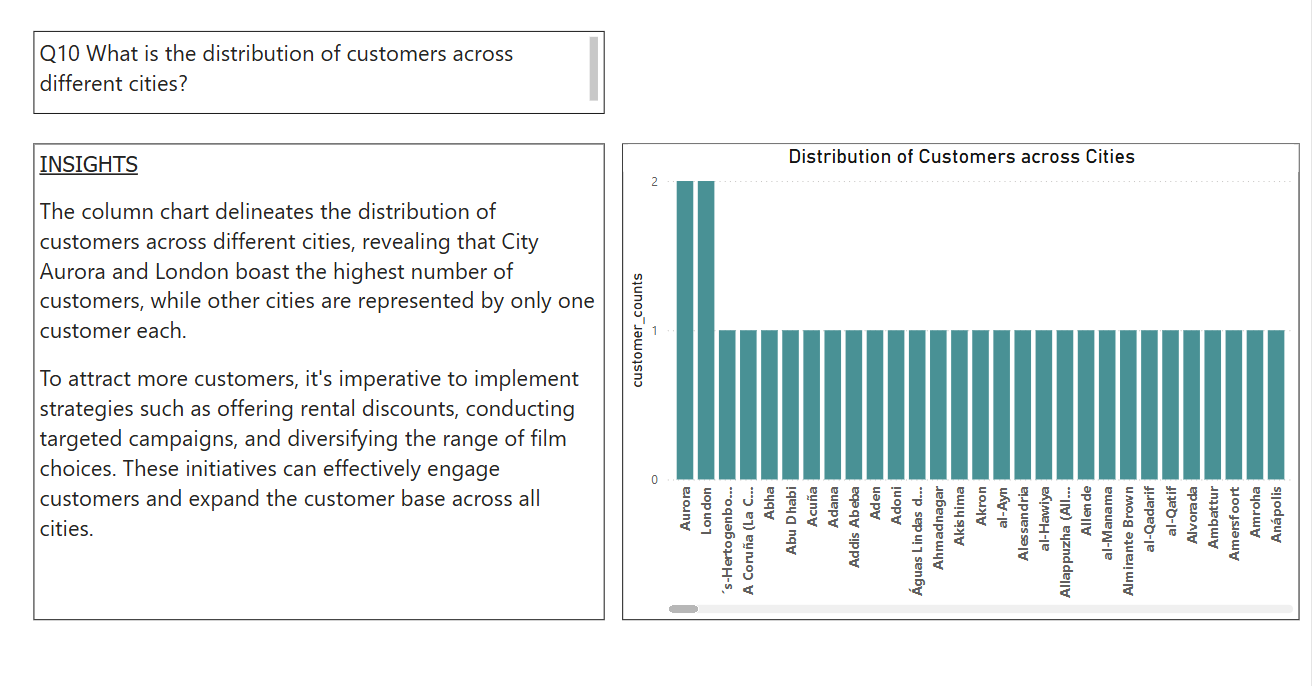 Q10 What is the distribution of customers across
different cities?
INSIGHTS
The column chart delineates the distribution of
customers across different cities, revealing that City
Aurora and London boast the highest number of
customers, while other cities are represented by only one
customer each.
To attract more customers, it's imperative to implement
strategies such as offering rental discounts, conducting
targeted campaigns, and diversifying the range of film
choices. These initiatives can effectively engage
customers and expand the customer base across all
cities.
Distribution of Customers across Cities
customer_counts
2
1
0
Aurora
London
´s-Hertogenbo...
A Coruña (La C...
Abha
Abu Dhabi
Acuña
Adana
Addis Abeba
Aden
Adoni
Águas Lindas d...
Ahmadnagar
Akishima
Akron
al-Ayn
Alessandria
al-Hawiya
Allappuzha (All...
Allende
al-Manama
Almirante Brown
al-Qadarif
al-Qatif
Alvorada
Ambattur
Amersfoort
Amroha
Anápolis